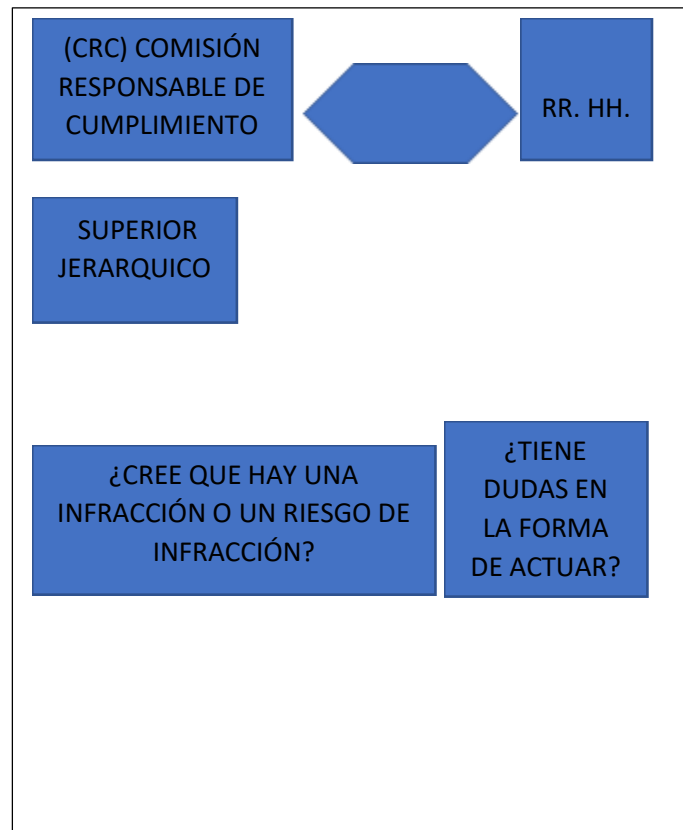 (CRC) COMISIÓN
RESPONSABLE DE
CUMPLIMIENTO
RR. HH.
SUPERIOR
JERARQUICO
¿CREE QUE HAY UNA
INFRACCIÓN O UN RIESGO DE
INFRACCIÓN?
¿TIENE
DUDAS EN
LA FORMA
DE ACTUAR?